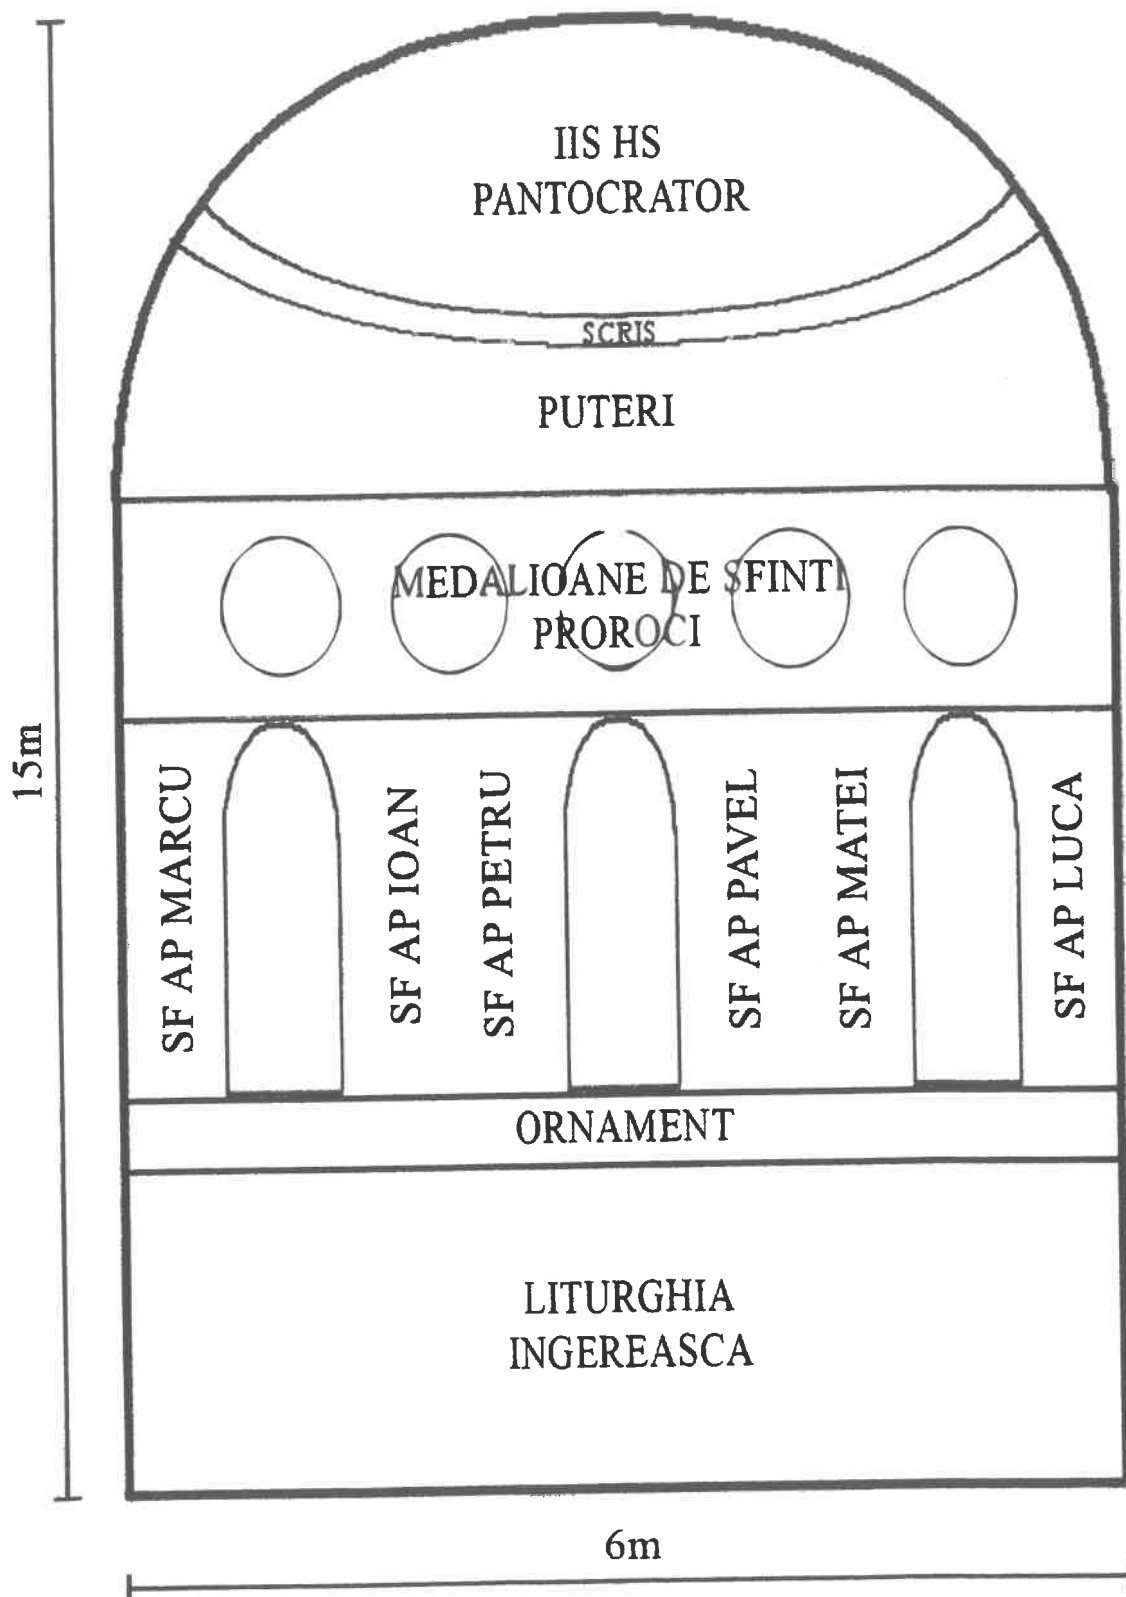 IIS HS
PANTOCRATOR
SCRIS
PUTERI
MEDALIOANE DE SFINTI
PROROCI
15m
SF AP MARCU
SF AP IOAN
SF AP PETRU
SF AP PAVEL
SF AP MATEI
SF AP LUCA
ORNAMENT
LITURGHIA
INGEREASCA
6m